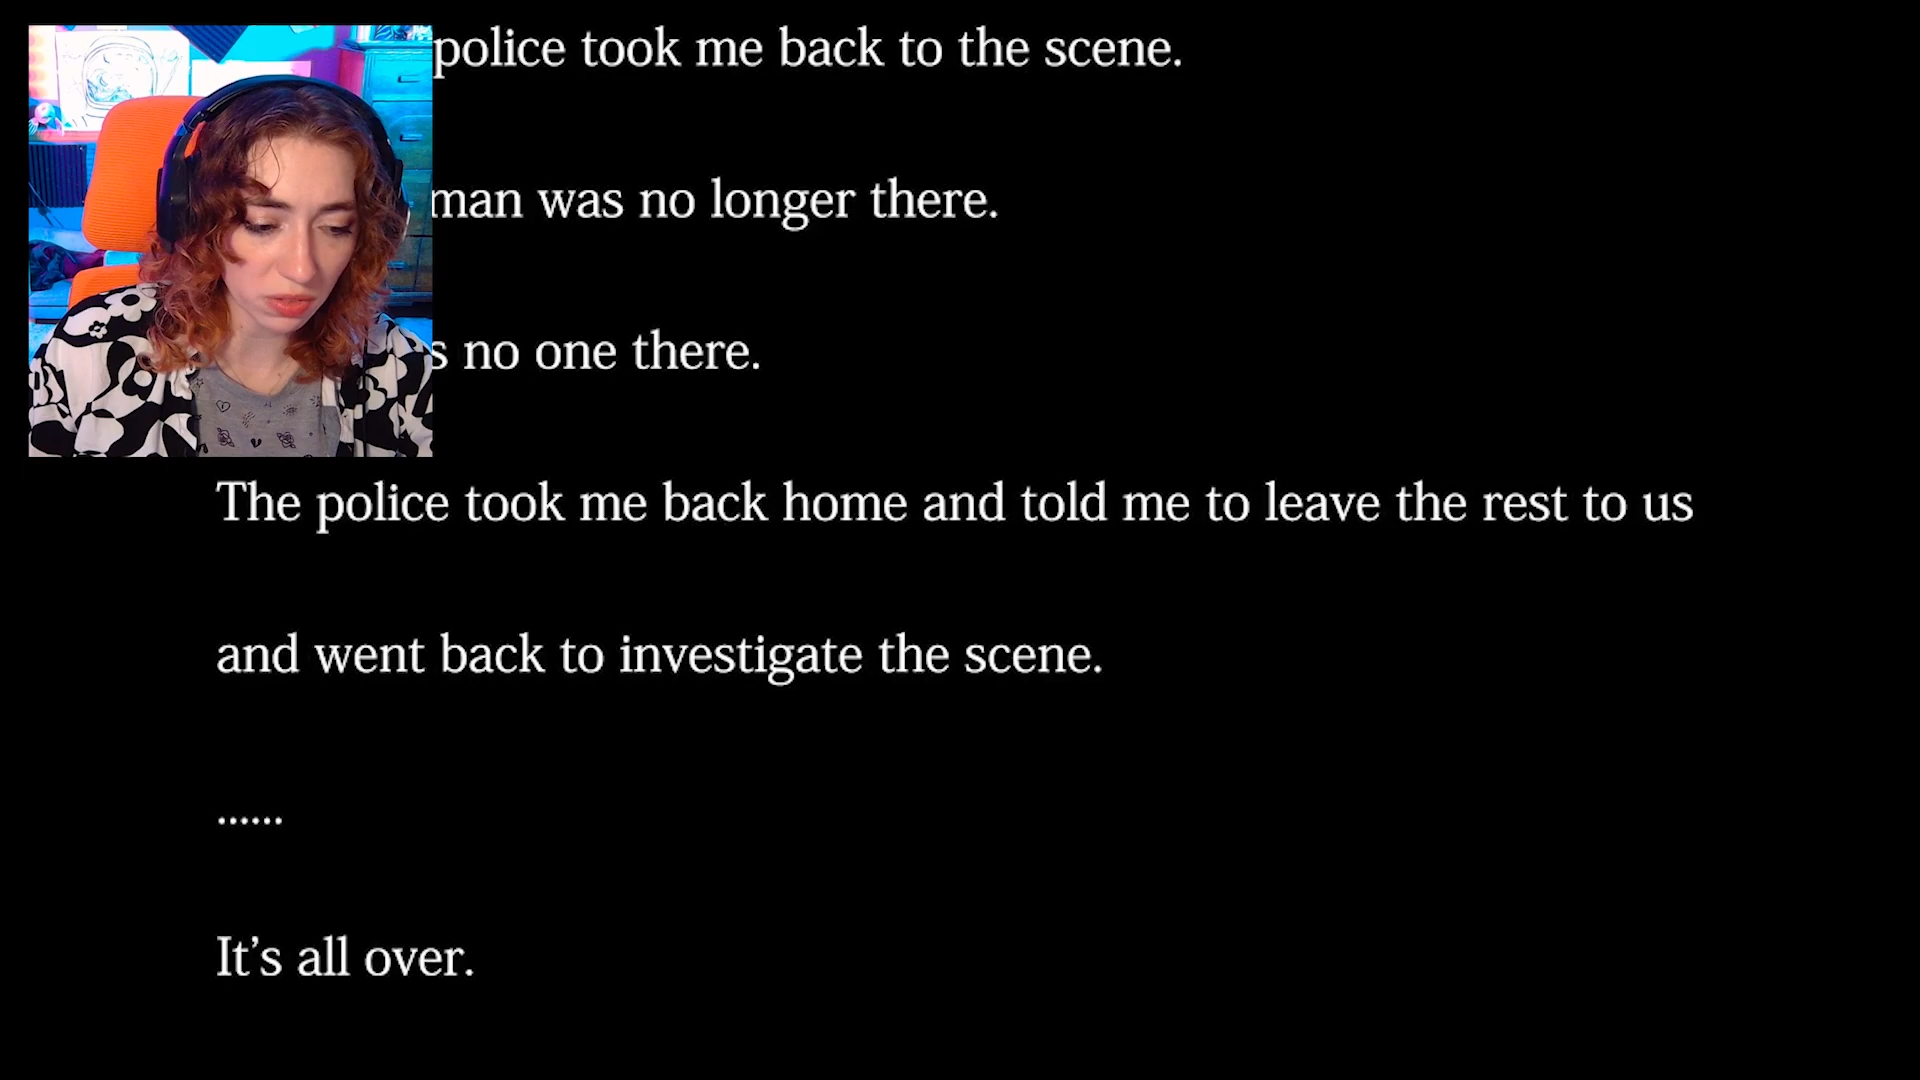 police took me back to the scene.
man was no longer there.
no one there.
The police took me back home and told me to leave the rest to us
and went back to investigate the scene.
......
It’s all over.